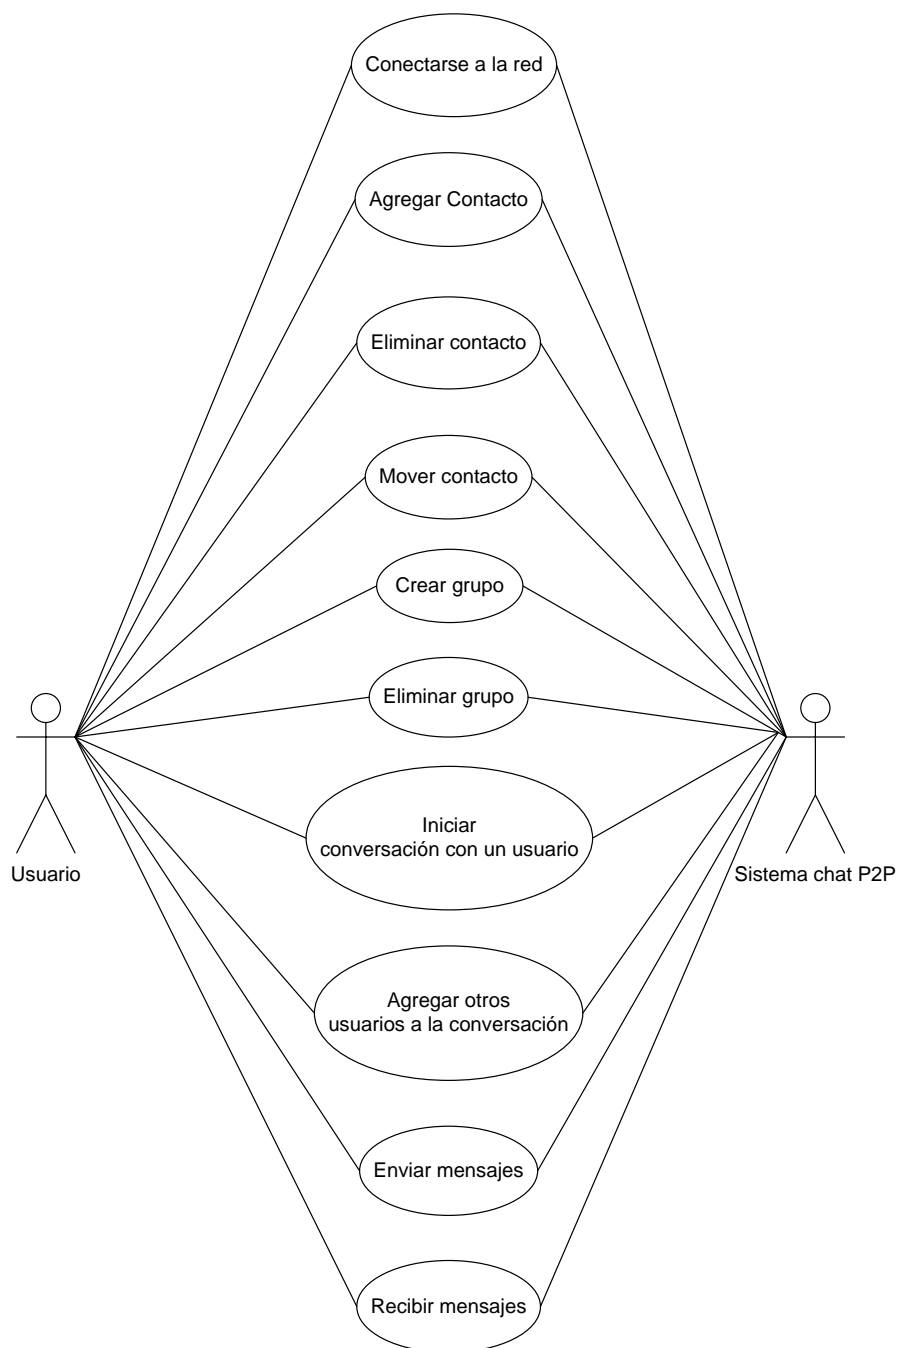 Conectarse a la red
Agregar Contacto
Eliminar contacto
Mover contacto
Crear grupo
Eliminar grupo
Iniciar
conversación con un usuario
Usuario
Sistema chat P2P
Agregar otros
usuarios a la conversación
Enviar mensajes
Recibir mensajes